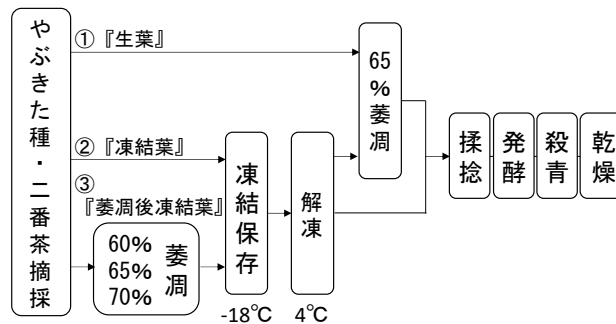 やぶきた種・二番茶摘採
①『生葉』
②『凍結葉』
③
『萎凋後凍結葉』
60%
65%
70%
萎凋
凍結保存
-18℃
解凍
4℃
65%萎凋
揉捻
発酵
殺青
乾燥